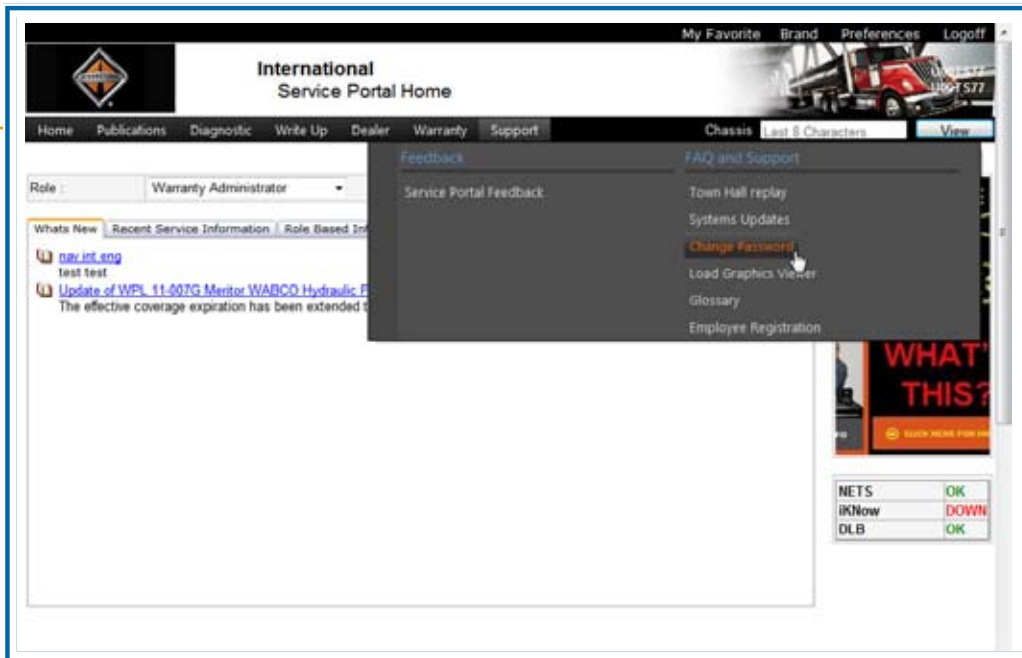 My Favorite Brand Preferences Logoff
International
Service Portal Home
Home Publications Diagnostic Write Up Dealer Warranty Support Chassis Last 8 Characters View
Feedback FAQ and Support
Role : Warranty Administrator Service Portal Feedback Town Hall replay
Systems Updates
Whats New Recent Service Information Role Based
Change Password
nav int eng
test test
Load Graphics Viewer
Update of WPL 11-007G Meritor WABCO Hydraulic
The effective coverage expiration has been extended
Glossary
Employee Registration
WHAT'
THIS?
CLICK HERE FOR
NETS OK
iKNow DOWN
DLB OK